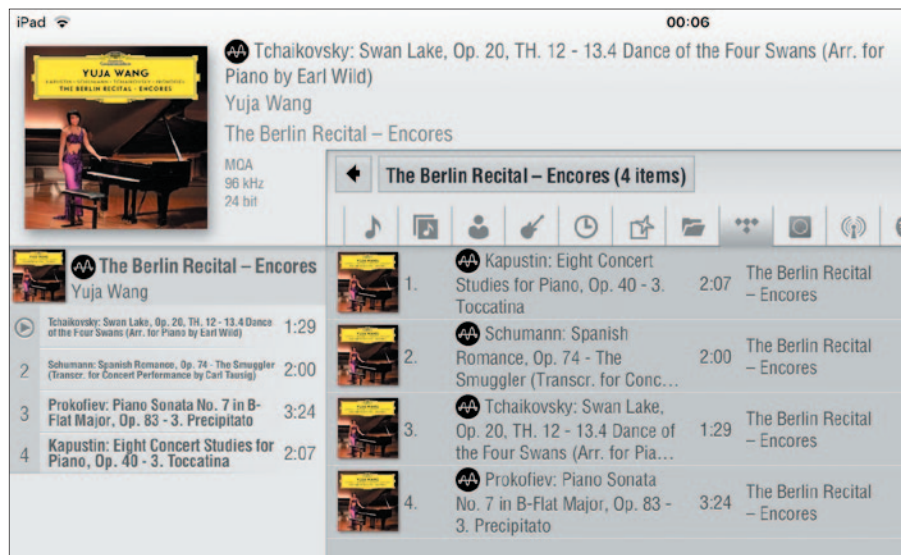 iPad
00:06
YUJA WANG
KAPUSTIN · SCHUMANN · TCHAIKOVSKY · PROKOFIEV
THE BERLIN RECITAL · ENCORES
Tchaikovsky: Swan Lake, Op. 20, TH. 12 - 13.4 Dance of the Four Swans (Arr. for
Piano by Earl Wild)
Yuja Wang
The Berlin Recital – Encores
MQA
96 kHz
24 bit
The Berlin Recital – Encores (4 items)
The Berlin Recital – Encores
Yuja Wang
Tchaikovsky: Swan Lake, Op. 20, TH. 12 - 13.4 Dance
of the Four Swans (Arr. for Piano by Earl Wild)
1:29
2
Schumann: Spanish Romance, Op. 74 - The Smuggler
(Transcr. for Concert Performance by Carl Tausig)
2:00
3
Prokofiev: Piano Sonata No. 7 in B-
Flat Major, Op. 83 - 3. Precipitato
3:24
4
Kapustin: Eight Concert Studies for
Piano, Op. 40 - 3. Toccatina
2:07
1.
Kapustin: Eight Concert
Studies for Piano, Op. 40 - 3.
Toccatina
2:07
The Berlin Recital
– Encores
2.
Schumann: Spanish
Romance, Op. 74 - The
Smuggler (Transcr. for Conc...
2:00
The Berlin Recital
– Encores
3.
Tchaikovsky: Swan Lake,
Op. 20, TH. 12 - 13.4 Dance of
the Four Swans (Arr. for Pia...
1:29
The Berlin Recital
– Encores
4.
Prokofiev: Piano Sonata
No. 7 in B-Flat Major, Op. 83 -
3. Precipitato
3:24
The Berlin Recital
– Encores